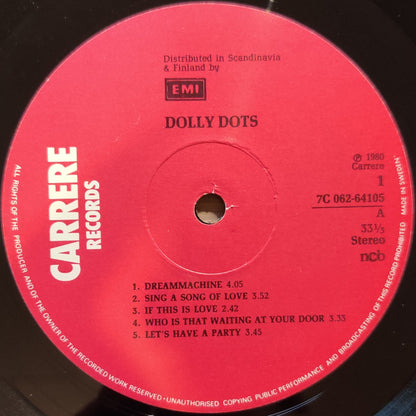 Distributed in Scandinavia
& Finland by
EMI
DOLLY DOTS
CARRERE
RECORDS
℗ 1980
Carrere
1
7C 062-64105
A
33⅓
Stereo
ncb
1. DREAMMACHINE 4.05
2. SING A SONG OF LOVE 3.52
3. IF THIS IS LOVE 2.42
4. WHO IS THAT WAITING AT YOUR DOOR 3.33
5. LET'S HAVE A PARTY 3.45
ALL RIGHTS OF THE PRODUCER AND OF THE OWNER OF THE RECORDED WORK RESERVED · UNAUTHORISED COPYING PUBLIC PERFORMANCE AND BROADCASTING OF THIS RECORD PROHIBITED MADE IN SWEDEN